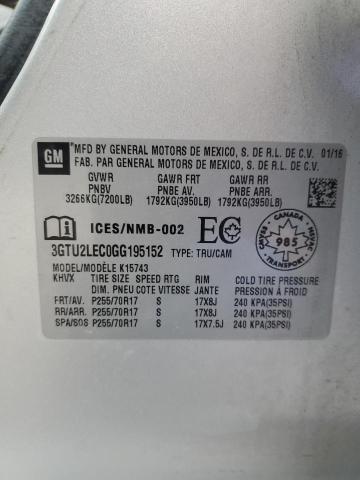 GM
MFD BY GENERAL MOTORS DE MEXICO, S. DE R.L. DE C.V. 01/16
FAB. PAR GENERAL MOTORS DE MEXICO, S. DE R.L. DE C.V.
GVWR GAWR FRT GAWR RR
PNBV PNBE AV. PNBE ARR.
3266KG(7200LB) 1792KG(3950LB) 1792KG(3950LB)
ICES/NMB-002 EC
CANADA
CMVSS 985 NSVAC
TRANSPORT
3GTU2LEC0GG195152 TYPE: TRU/CAM
MODEL/MODÈLE K15743
KHVX TIRE SIZE SPEED RTG RIM COLD TIRE PRESSURE
DIM. PNEU COTE VITESSE JANTE PRESSION À FROID
FRT/AV. P255/70R17 S 17X8J 240 KPA(35PSI)
RR/ARR. P255/70R17 S 17X8J 240 KPA(35PSI)
SPA/SOS P255/70R17 S 17X7.5J 240 KPA(35PSI)